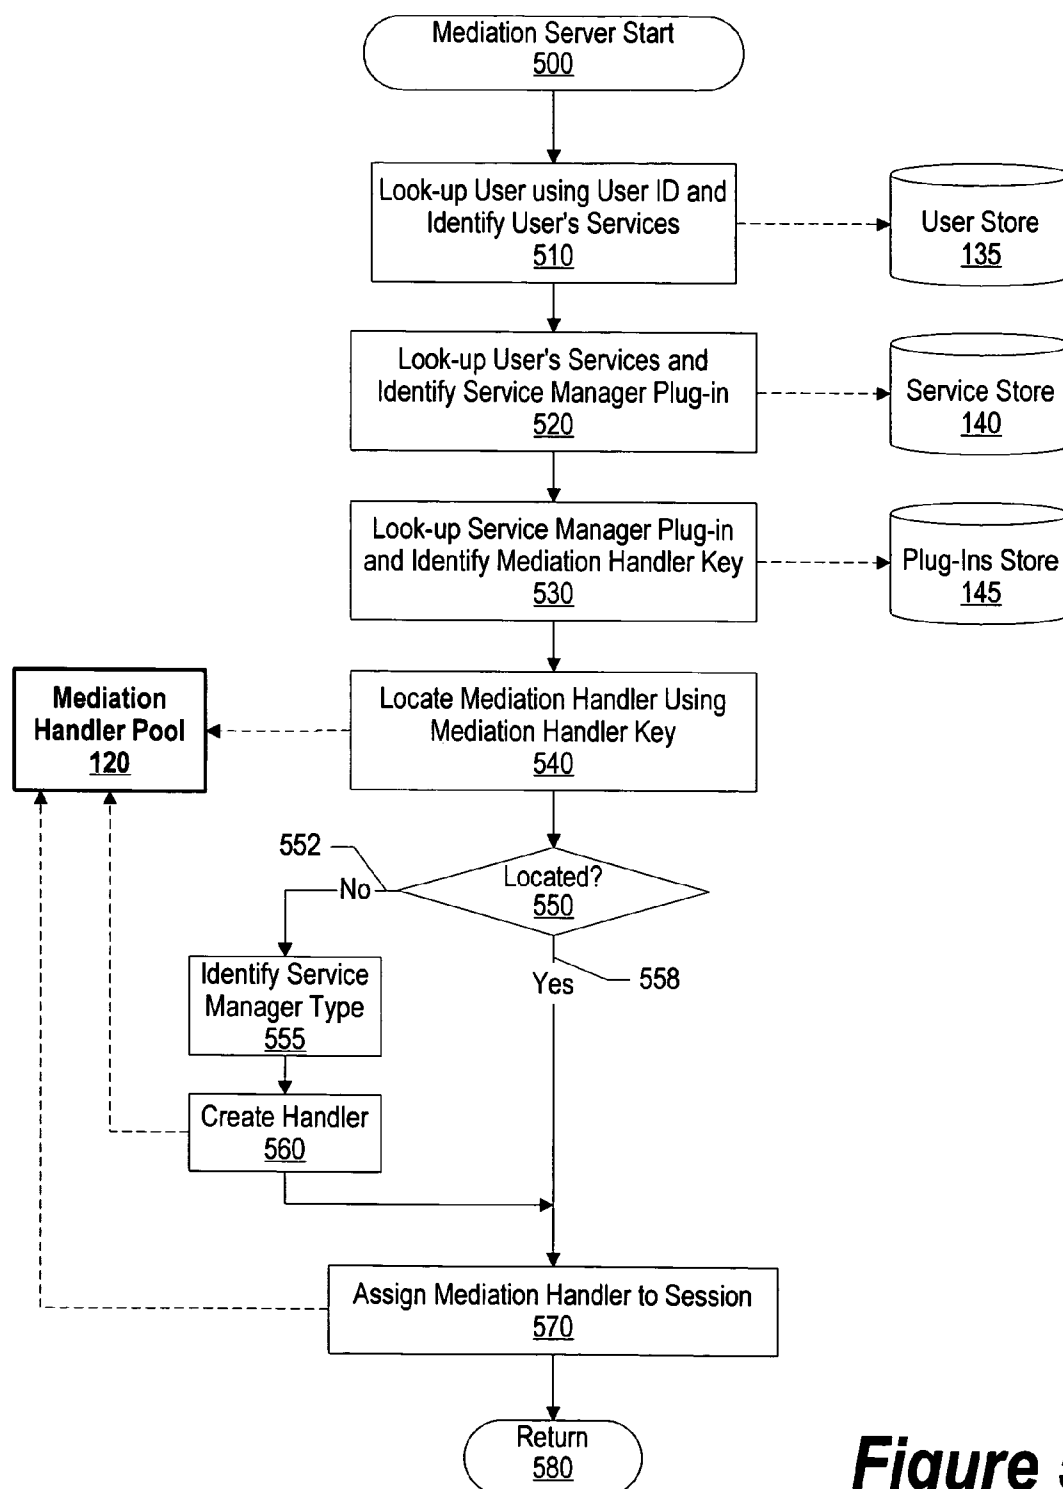 Mediation Server Start
500
Look-up User using User ID and
Identify User's Services
510
User Store
135
Look-up User's Services and
Identify Service Manager Plug-in
520
Service Store
140
Look-up Service Manager Plug-in
and Identify Mediation Handler Key
530
Plug-Ins Store
145
Mediation
Handler Pool
120
Locate Mediation Handler Using
Mediation Handler Key
540
552
Located?
550
No
558
Yes
Identify Service
Manager Type
555
Create Handler
560
Assign Mediation Handler to Session
570
Return
580
Figure